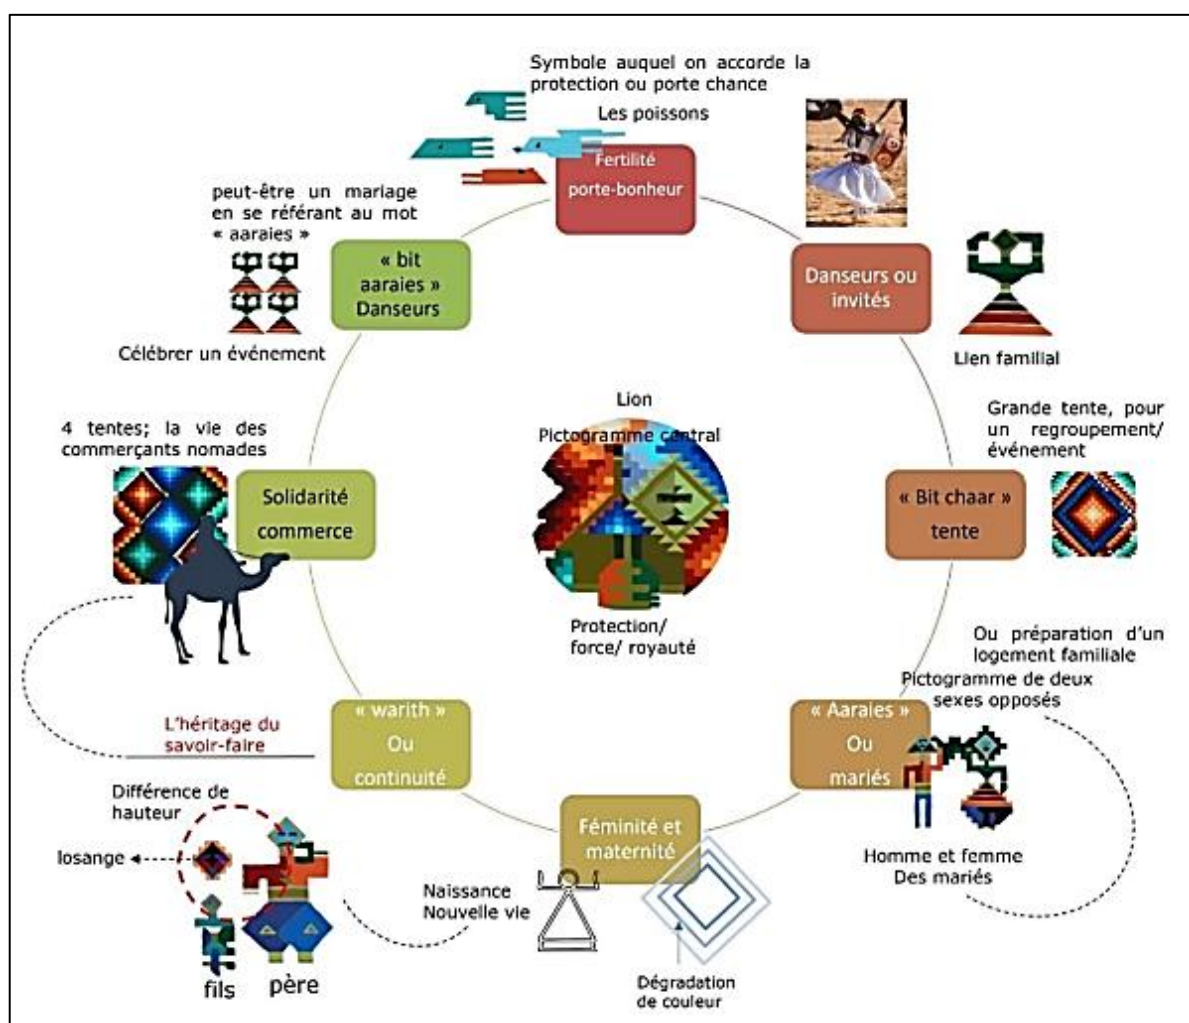 Symbole auquel on accorde la
protection ou porte chance
Les poissons
Fertilité
porte-bonheur
peut-être un mariage
en se référant au mot
« aaraies »
« bit
aaraies »
Danseurs
Célébrer un événement
Danseurs ou
invités
Lien familial
4 tentes; la vie des
commerçants nomades
Solidarité
commerce
Lion
Pictogramme central
Protection/
force/ royauté
Grande tente, pour
un regroupement/
événement
« Bit chaar »
tente
Ou préparation d'un
logement familiale
Pictogramme de deux
sexes opposés
« Aaraies »
Ou
mariés
Homme et femme
Des mariés
« warith »
Ou
continuité
L'héritage du
savoir-faire
Différence de
hauteur
losange
fils
père
Naissance
Nouvelle vie
Féminité et
maternité
Dégradation
de couleur